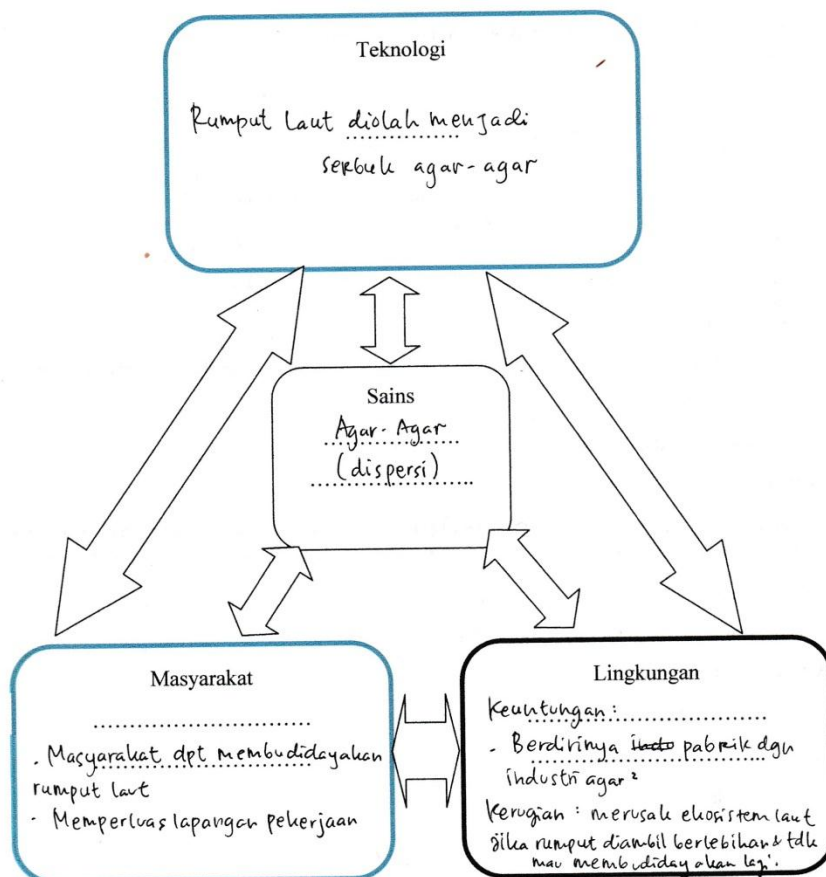 Teknologi
Rumput Laut diolah menjadi
serbuk agar-agar
Sains
Agar-Agar
(dispersi)
Masyarakat
. Masyarakat dpt membudidayakan
rumput laut
- Memperluas lapangan pekerjaan
Lingkungan
Keuntungan :
- Berdirinya pabrik dgn
industri agar²
Kerugian : merusak ekosistem laut
jika rumput diambil berlebihan & tdk
mau membudidayakan lagi.